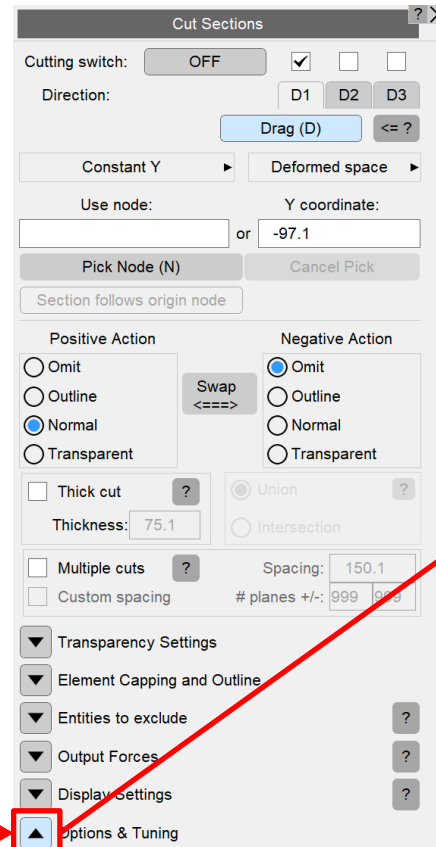 Cut Sections
? X
Cutting switch: OFF
Direction: D1 D2 D3
Drag (D) <= ?
Constant Y Deformed space
Use node: Y coordinate:
or -97.1
Pick Node (N) Cancel Pick
Section follows origin node
Positive Action Negative Action
Omit Omit
Outline Swap Outline
<===>
Normal Normal
Transparent Transparent
Thick cut ? Union ?
Thickness: 75.1 Intersection
Multiple cuts ? Spacing: 150.1
Custom spacing # planes +/-: 999 999
Transparency Settings
Element Capping and Outline
Entities to exclude ?
Output Forces ?
Display Settings ?
Options & Tuning